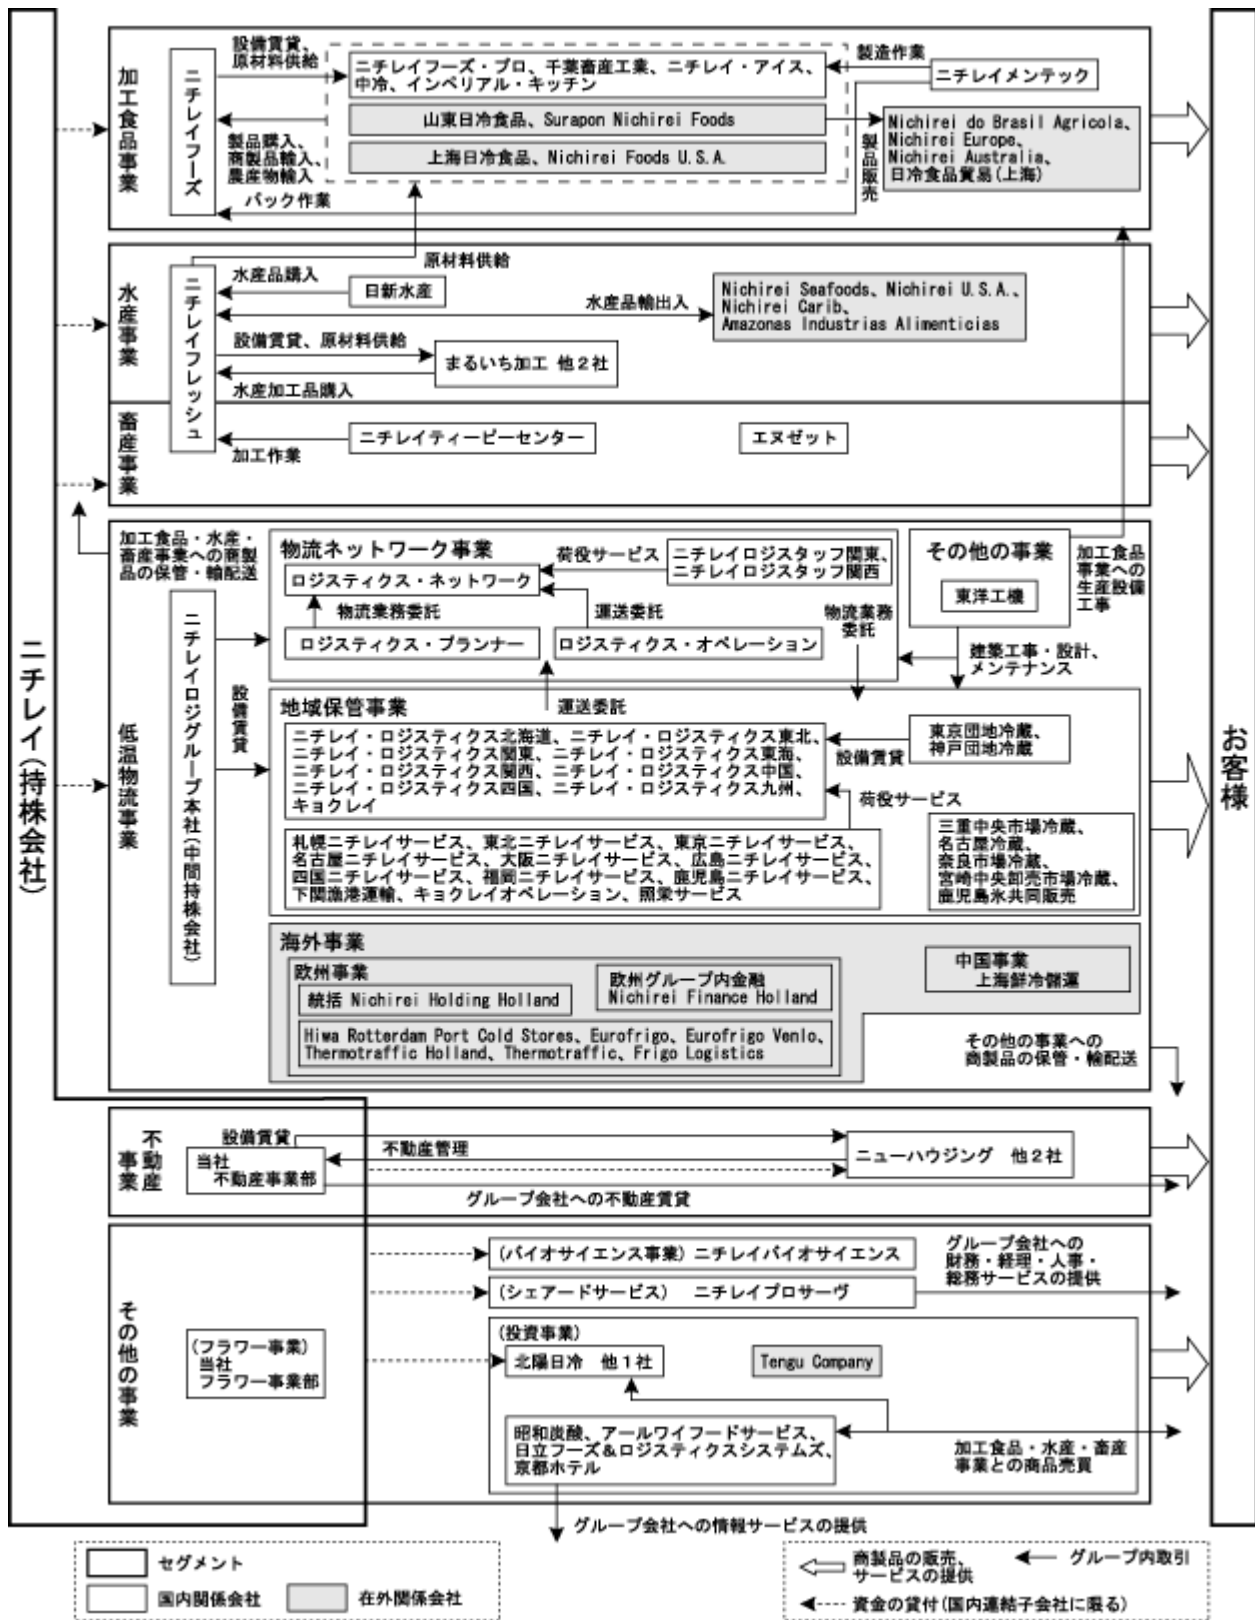 ニチレイ(持株会社)
お客様
加工食品事業
ニチレイフーズ
設備賃貸、
原材料供給
ニチレイフーズ・プロ、千葉畜産工業、ニチレイ・アイス、
中冷、インペリアル・キッチン
山東日冷食品、Surapon Nichirei Foods
上海日冷食品、Nichirei Foods U.S.A.
製品購入、
商製品輸入、
農産物輸入
パック作業
製造作業
ニチレイメンテック
製品販売
Nichirei do Brasil Agricola、
Nichirei Europe、
Nichirei Australia、
日冷食品貿易(上海)
水産事業
ニチレイフレッシュ
原材料供給
水産品購入
日新水産
水産品輸出入
Nichirei Seafoods、Nichirei U.S.A.、
Nichirei Carib、
Amazonas Industrias Alimenticias
設備賃貸、原材料供給
まるいち加工 他2社
水産加工品購入
畜産事業
加工作業
ニチレイティーピーセンター
エヌゼット
低温物流事業
加工食品・水産・
畜産事業への商製
品の保管・輸配送
ニチレイロジグループ本社(中間持株会社)
設備賃貸
物流ネットワーク事業
ロジスティクス・ネットワーク
荷役サービス
ニチレイロジスタッフ関東、
ニチレイロジスタッフ関西
物流業務委託
運送委託
ロジスティクス・プランナー
ロジスティクス・オペレーション
物流業務
委託
その他の事業
東洋工機
加工食品
事業への
生産設備
工事
建築工事・設計、
メンテナンス
運送委託
地域保管事業
ニチレイ・ロジスティクス北海道、ニチレイ・ロジスティクス東北、
ニチレイ・ロジスティクス関東、ニチレイ・ロジスティクス東海、
ニチレイ・ロジスティクス関西、ニチレイ・ロジスティクス中国、
ニチレイ・ロジスティクス四国、ニチレイ・ロジスティクス九州、
キョクレイ
設備賃貸
東京団地冷蔵、
神戸団地冷蔵
荷役サービス
札幌ニチレイサービス、東北ニチレイサービス、東京ニチレイサービス、
名古屋ニチレイサービス、大阪ニチレイサービス、広島ニチレイサービス、
四国ニチレイサービス、福岡ニチレイサービス、鹿児島ニチレイサービス、
下関漁港運輸、キョクレイオペレーション、照栄サービス
三重中央市場冷蔵、
名古屋冷蔵、
奈良市場冷蔵、
宮崎中央卸売市場冷蔵、
鹿児島氷共同販売
海外事業
欧州事業
統括 Nichirei Holding Holland
欧州グループ内金融
Nichirei Finance Holland
中国事業
上海鮮冷儲運
Hiwa Rotterdam Port Cold Stores、Eurofrigo、Eurofrigo Venlo、
Thermotraffic Holland、Thermotraffic、Frigo Logistics
その他の事業への
商製品の保管・輸配送
不動産
事業
設備賃貸
当社
不動産事業部
不動産管理
ニューハウジング 他2社
グループ会社への不動産賃貸
その他の事業
(フラワー事業)
当社
フラワー事業部
(バイオサイエンス事業) ニチレイバイオサイエンス
(シェアードサービス) ニチレイプロサーヴ
グループ会社への
財務・経理・人事・
総務サービスの提供
(投資事業)
北陽日冷 他1社
Tengu Company
昭和炭酸、アールワイフードサービス、
日立フーズ&ロジスティクスシステムズ、
京都ホテル
加工食品・水産・畜産
事業との商品売買
グループ会社への情報サービスの提供
セグメント
国内関係会社
在外関係会社
商製品の販売、
サービスの提供
グループ内取引
資金の貸付(国内連結子会社に限る)